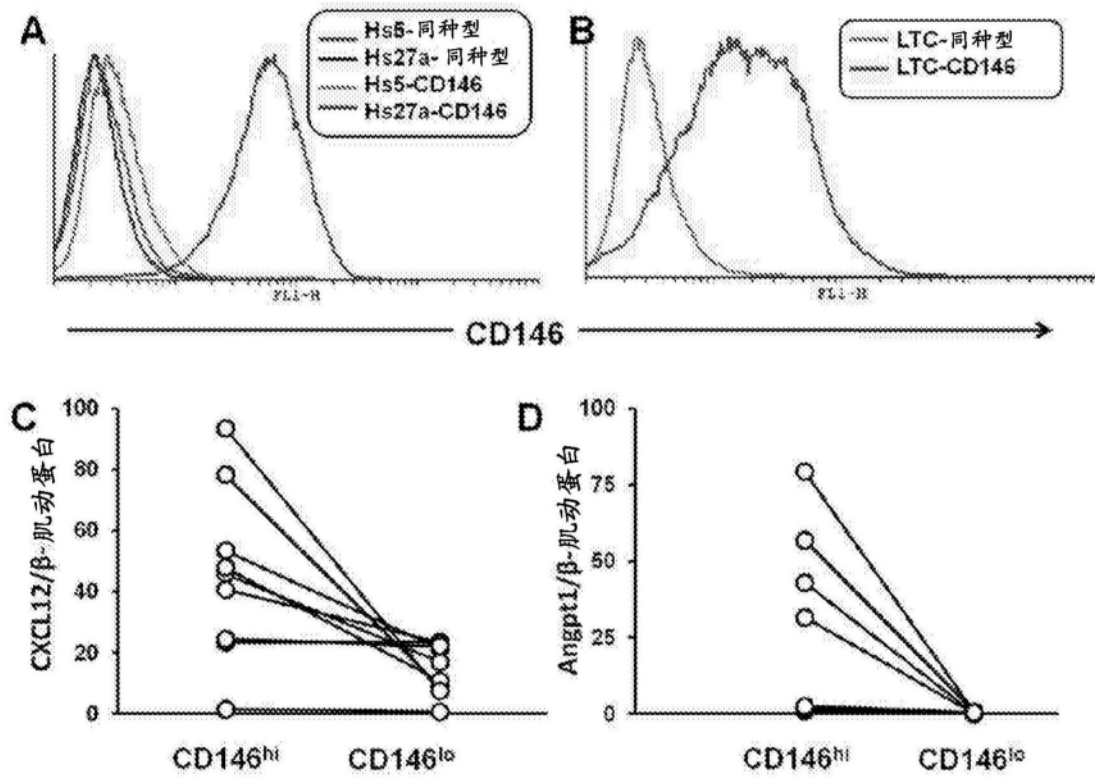 A
Hs5-同种型
Hs27a-同种型
Hs5-CD146
Hs27a-CD146
FL1-H
B
LTC-同种型
LTC-CD146
FL1-H
CD146
C
CXCL12/β-肌动蛋白
100
80
60
40
20
0
CD146hi
CD146lo
D
Angpt1/β-肌动蛋白
100
75
50
25
0
CD146hi
CD146lo